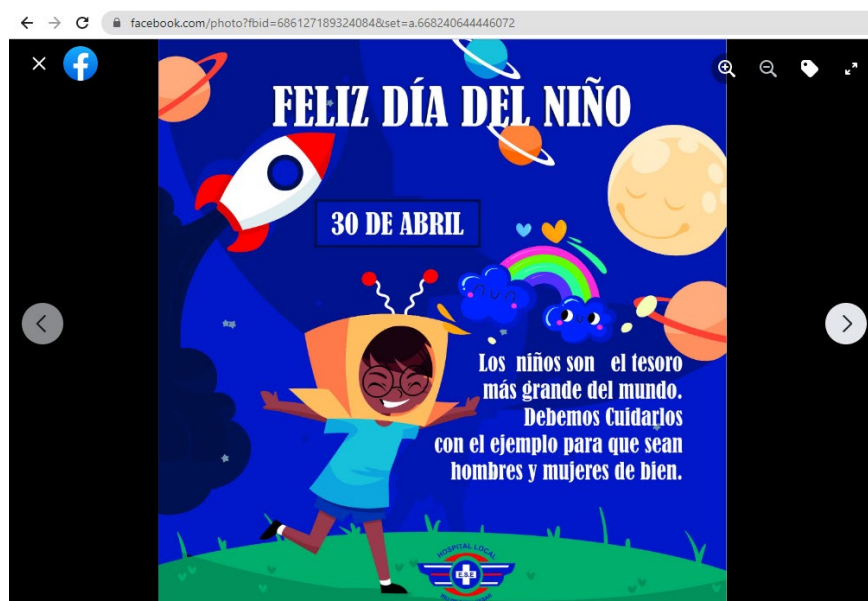 facebook.com/photo?fbid=686127189324084&set=a.668240644446072
FELIZ DÍA DEL NIÑO
30 DE ABRIL
Los niños son el tesoro
más grande del mundo.
Debemos Cuidarlos
con el ejemplo para que sean
hombres y mujeres de bien.
HOSPITAL LOCAL
E.S.E